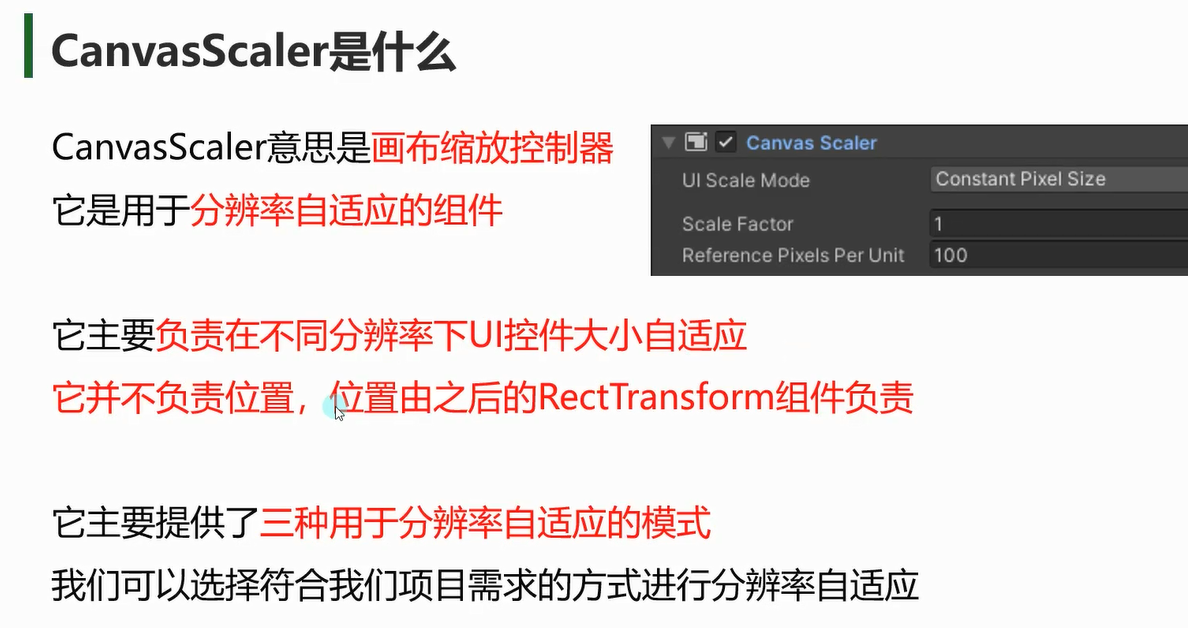 CanvasScaler是什么
CanvasScaler意思是画布缩放控制器
它是用于分辨率自适应的组件
Canvas Scaler
UI Scale Mode Constant Pixel Size
Scale Factor 1
Reference Pixels Per Unit 100
它主要负责在不同分辨率下UI控件大小自适应
它并不负责位置，位置由之后的RectTransform组件负责
它主要提供了三种用于分辨率自适应的模式
我们可以选择符合我们项目需求的方式进行分辨率自适应